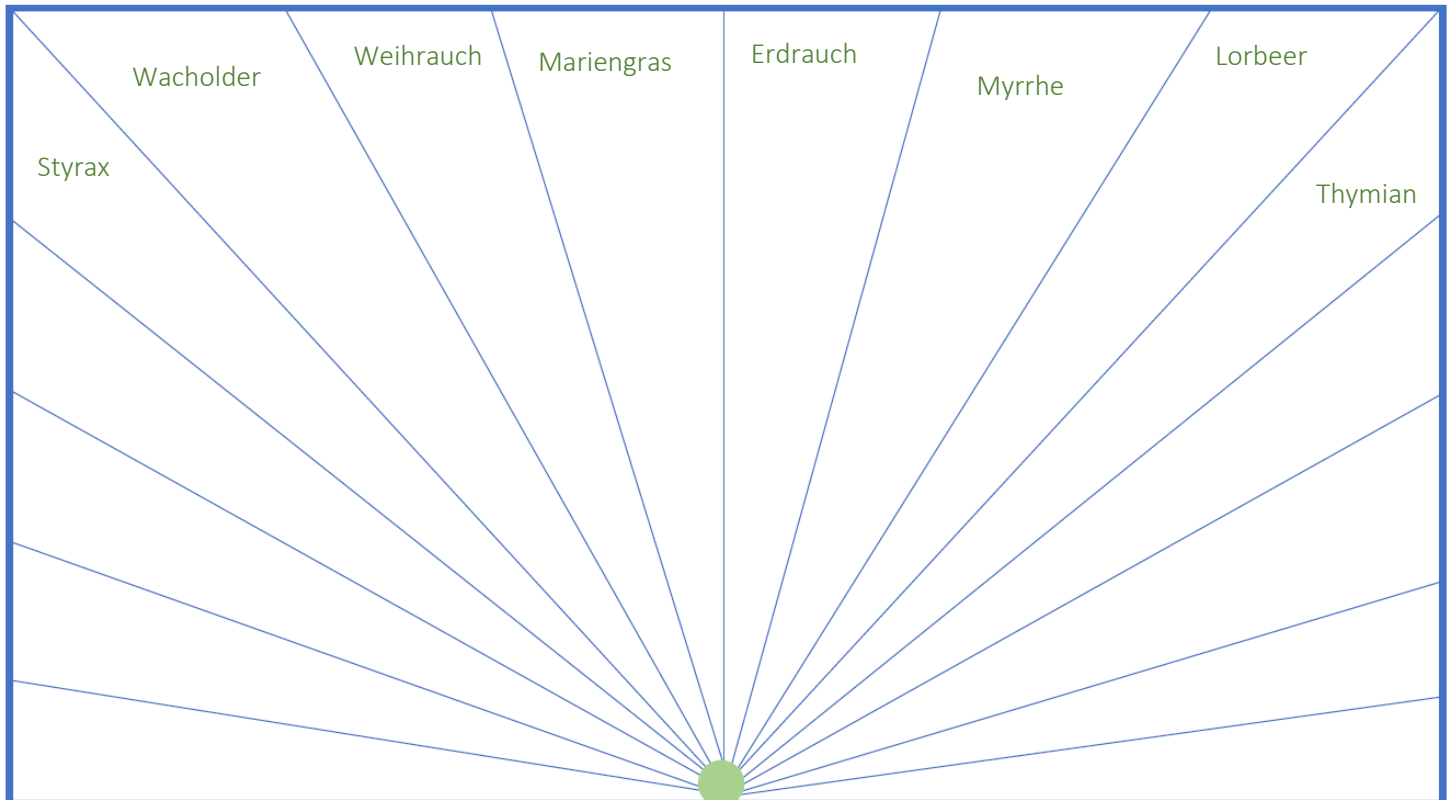 Styrax
Wacholder
Weihrauch
Mariengras
Erdrauch
Myrrhe
Lorbeer
Thymian